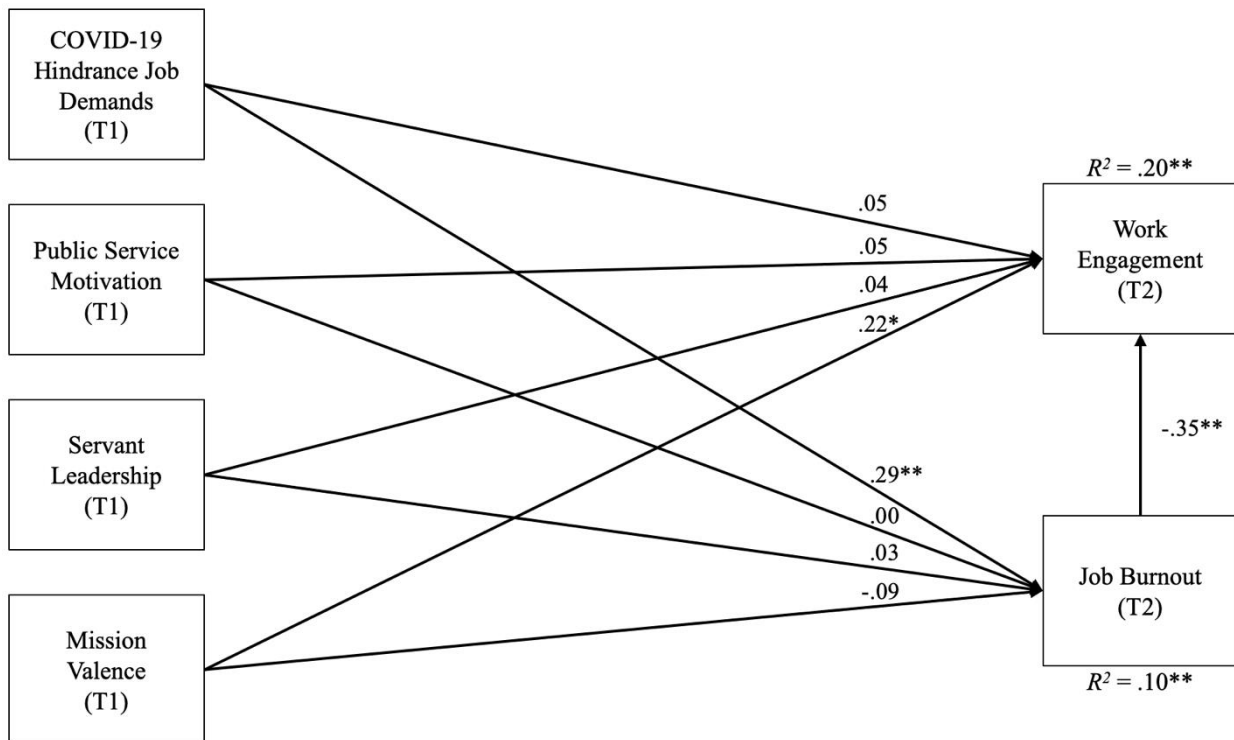 COVID-19
Hindrance Job
Demands
(T1)
Public Service
Motivation
(T1)
Servant
Leadership
(T1)
Mission
Valence
(T1)
.05
.05
.04
.22*
.29**
.00
.03
-.09
R² = .20**
Work
Engagement
(T2)
-.35**
Job Burnout
(T2)
R² = .10**